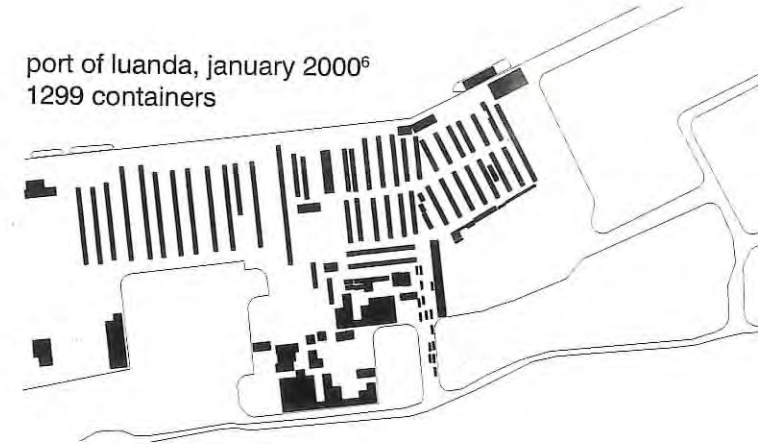 port of luanda, january 2000⁶
1299 containers